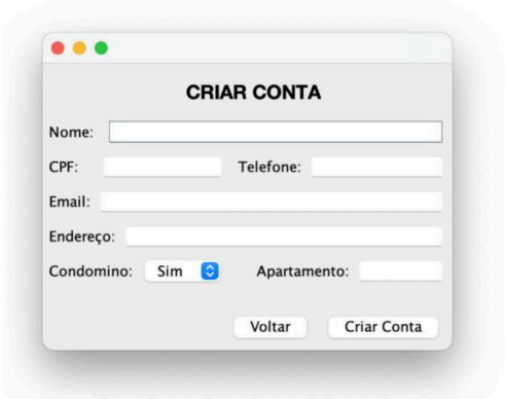 CRIAR CONTA
Nome:
CPF: Telefone:
Email:
Endereço:
Condomino: Sim Apartamento:
Voltar Criar Conta